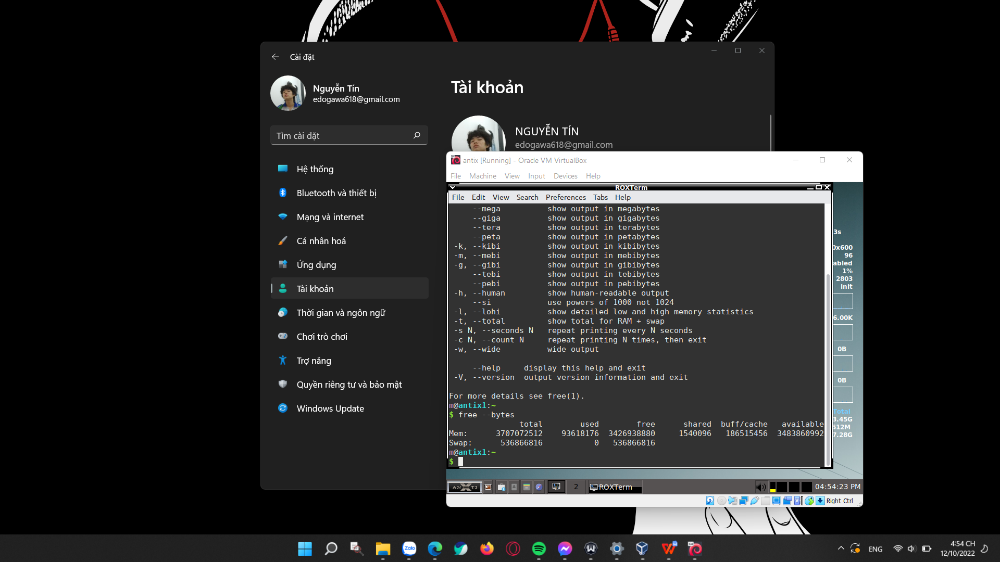 Cài đặt
Nguyễn Tín
edogawa618@gmail.com
Tìm cài đặt
Hệ thống
Bluetooth và thiết bị
Mạng và internet
Cá nhân hoá
Ứng dụng
Tài khoản
Thời gian và ngôn ngữ
Chơi trò chơi
Trợ năng
Quyền riêng tư và bảo mật
Windows Update
Tài khoản
NGUYỄN TÍN
edogawa618@gmail.com
antix [Running] - Oracle VM VirtualBox
File Machine View Input Devices Help
ROXTerm
File Edit View Search Preferences Tabs Help
--mega show output in megabytes
--giga show output in gigabytes
--tera show output in terabytes
--peta show output in petabytes
-k, --kibi show output in kibibytes
-m, --mebi show output in mebibytes
-g, --gibi show output in gibibytes
--tebi show output in tebibytes
--pebi show output in pebibytes
-h, --human show human-readable output
--si use powers of 1000 not 1024
-l, --lohi show detailed low and high memory statistics
-t, --total show total for RAM + swap
-s N, --seconds N repeat printing every N seconds
-c N, --count N repeat printing N times, then exit
-w, --wide wide output
--help display this help and exit
-V, --version output version information and exit
For more details see free(1).
m@antix1:~
$ free --bytes
total used free shared buff/cache available
Mem: 3707072512 93618176 3426938880 1540096 186515456 3483860992
Swap: 536866816 0 536866816
m@antix1:~
$
3s
0x600
96
abled
1%
2803
init
6.00K
0B
0B
Total
3.45G
512M
7.28G
ANXTI
2
ROXTerm
04:54:23 PM
Right Ctrl
Zalo
ENG
4:54 CH
12/10/2022